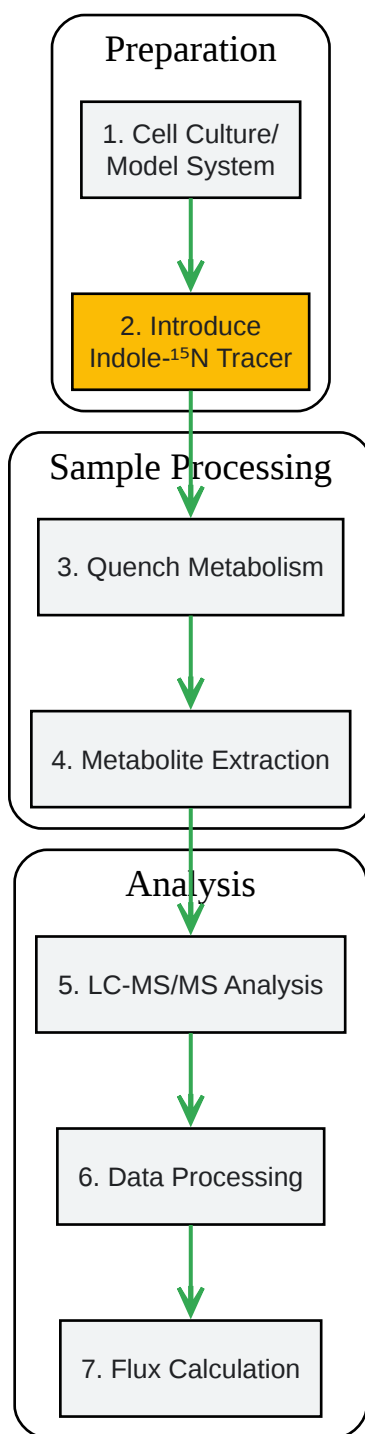 Preparation
1. Cell Culture/
Model System
2. Introduce
Indole-¹⁵N Tracer
Sample Processing
3. Quench Metabolism
4. Metabolite Extraction
Analysis
5. LC-MS/MS Analysis
6. Data Processing
7. Flux Calculation